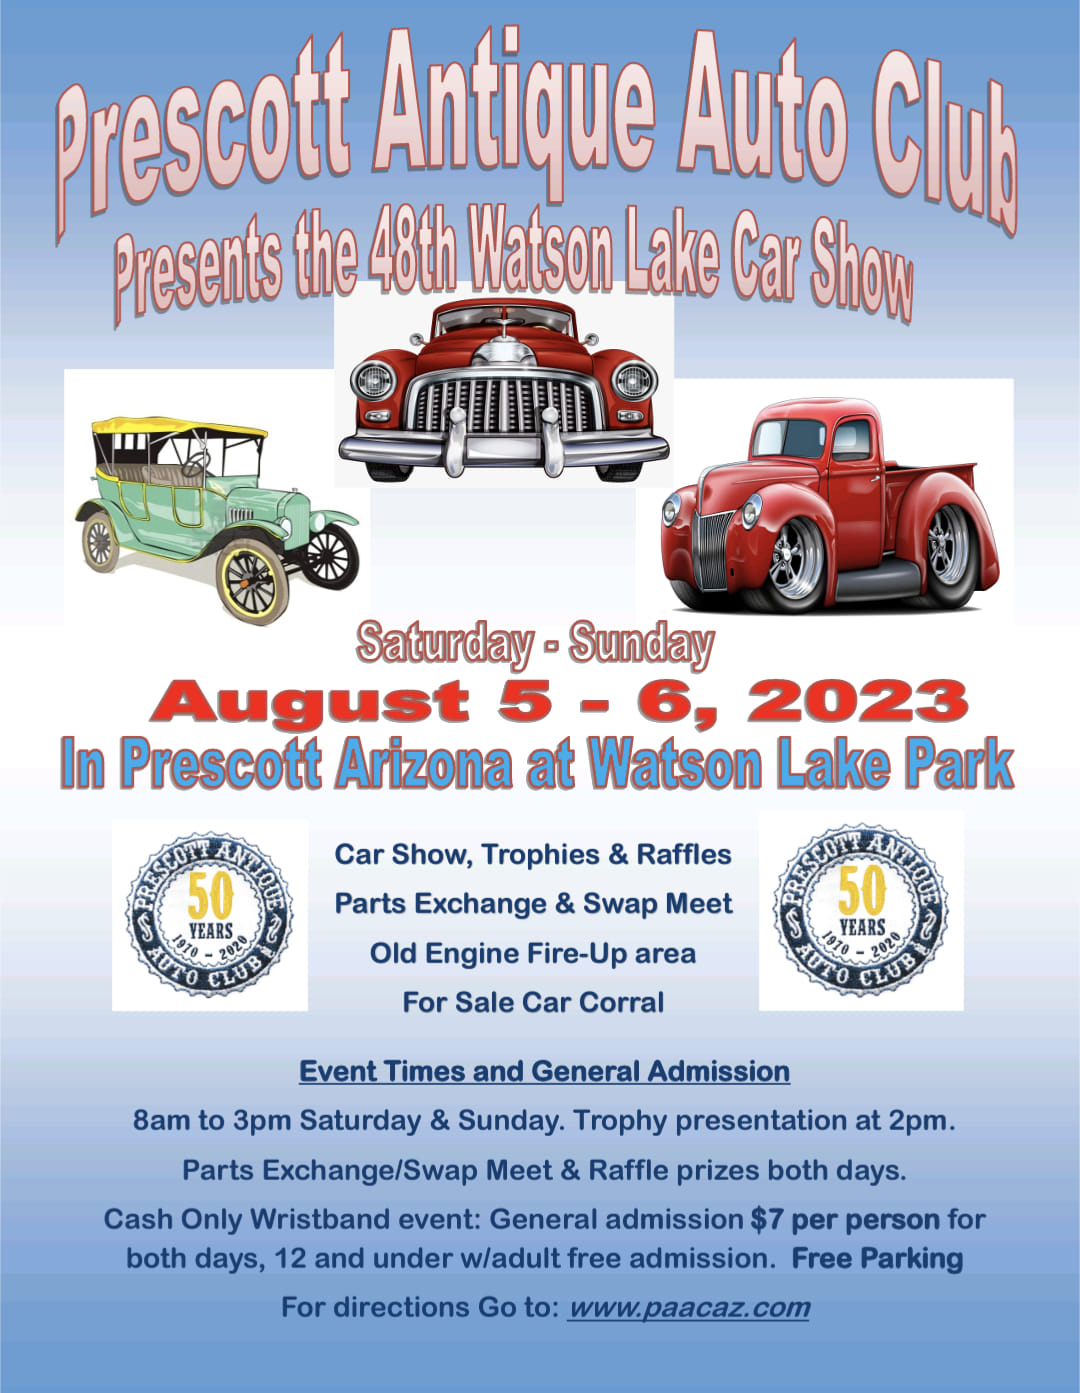 Prescott Antique Auto Club
Presents the 48th Watson Lake Car Show
Saturday - Sunday
August 5 - 6, 2023
In Prescott Arizona at Watson Lake Park
PRESCOTT ANTIQUE
50
YEARS
1970 - 2020
AUTO CLUB
Car Show, Trophies & Raffles
Parts Exchange & Swap Meet
Old Engine Fire-Up area
For Sale Car Corral
PRESCOTT ANTIQUE
50
YEARS
1970 - 2020
AUTO CLUB
Event Times and General Admission
8am to 3pm Saturday & Sunday. Trophy presentation at 2pm.
Parts Exchange/Swap Meet & Raffle prizes both days.
Cash Only Wristband event: General admission $7 per person for
both days, 12 and under w/adult free admission. Free Parking
For directions Go to: www.paacaz.com